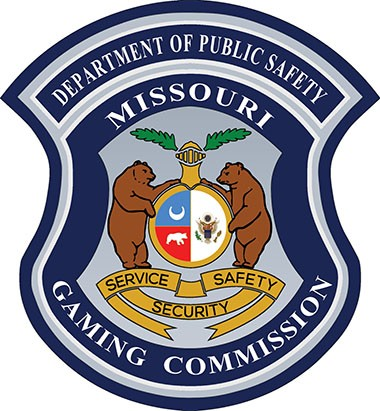 DEPARTMENT OF PUBLIC SAFETY
MISSOURI
SERVICE SAFETY
SECURITY
GAMING COMMISSION